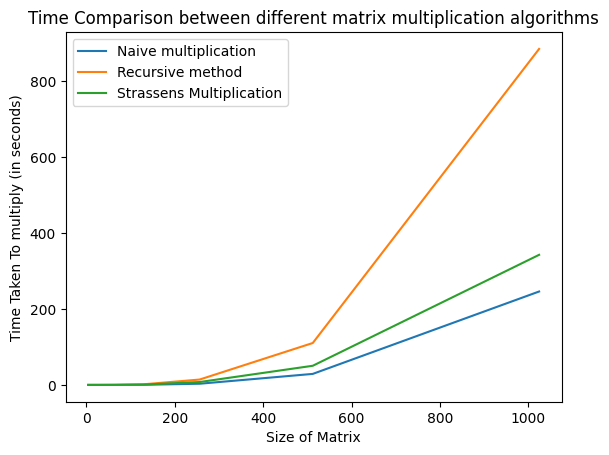 Time Comparison between different matrix multiplication algorithms
Naive multiplication
Recursive method
Strassens Multiplication
Time Taken To multiply (in seconds)
800
600
400
200
0
0 200 400 600 800 1000
Size of Matrix